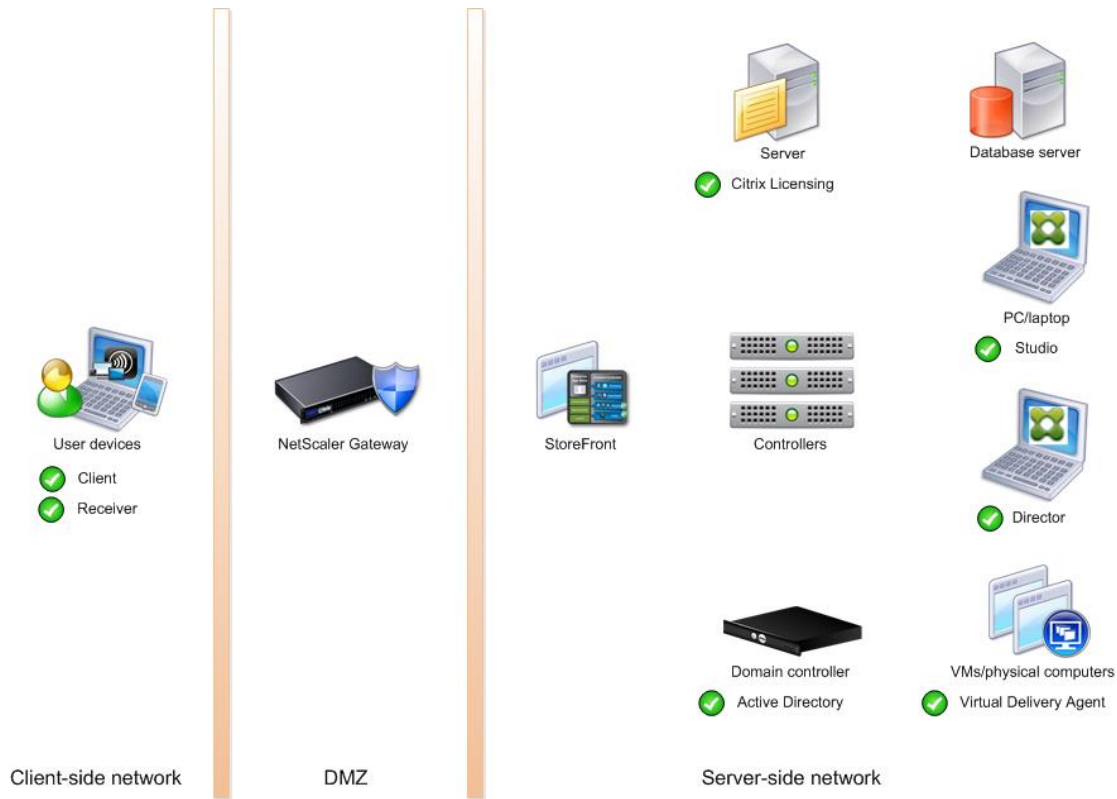 Server
Citrix Licensing
Database server
PC/laptop
Studio
User devices
Client
Receiver
NetScaler Gateway
StoreFront
Controllers
Director
Domain controller
Active Directory
VMs/physical computers
Virtual Delivery Agent
Client-side network
DMZ
Server-side network